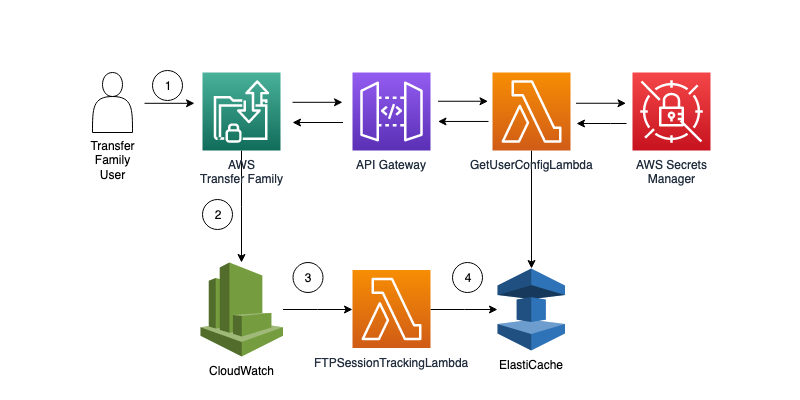 1
Transfer
Family
User
AWS
Transfer Family
</>
API Gateway
GetUserConfigLambda
AWS Secrets
Manager
2
3
4
CloudWatch
FTPSessionTrackingLambda
ElastiCache